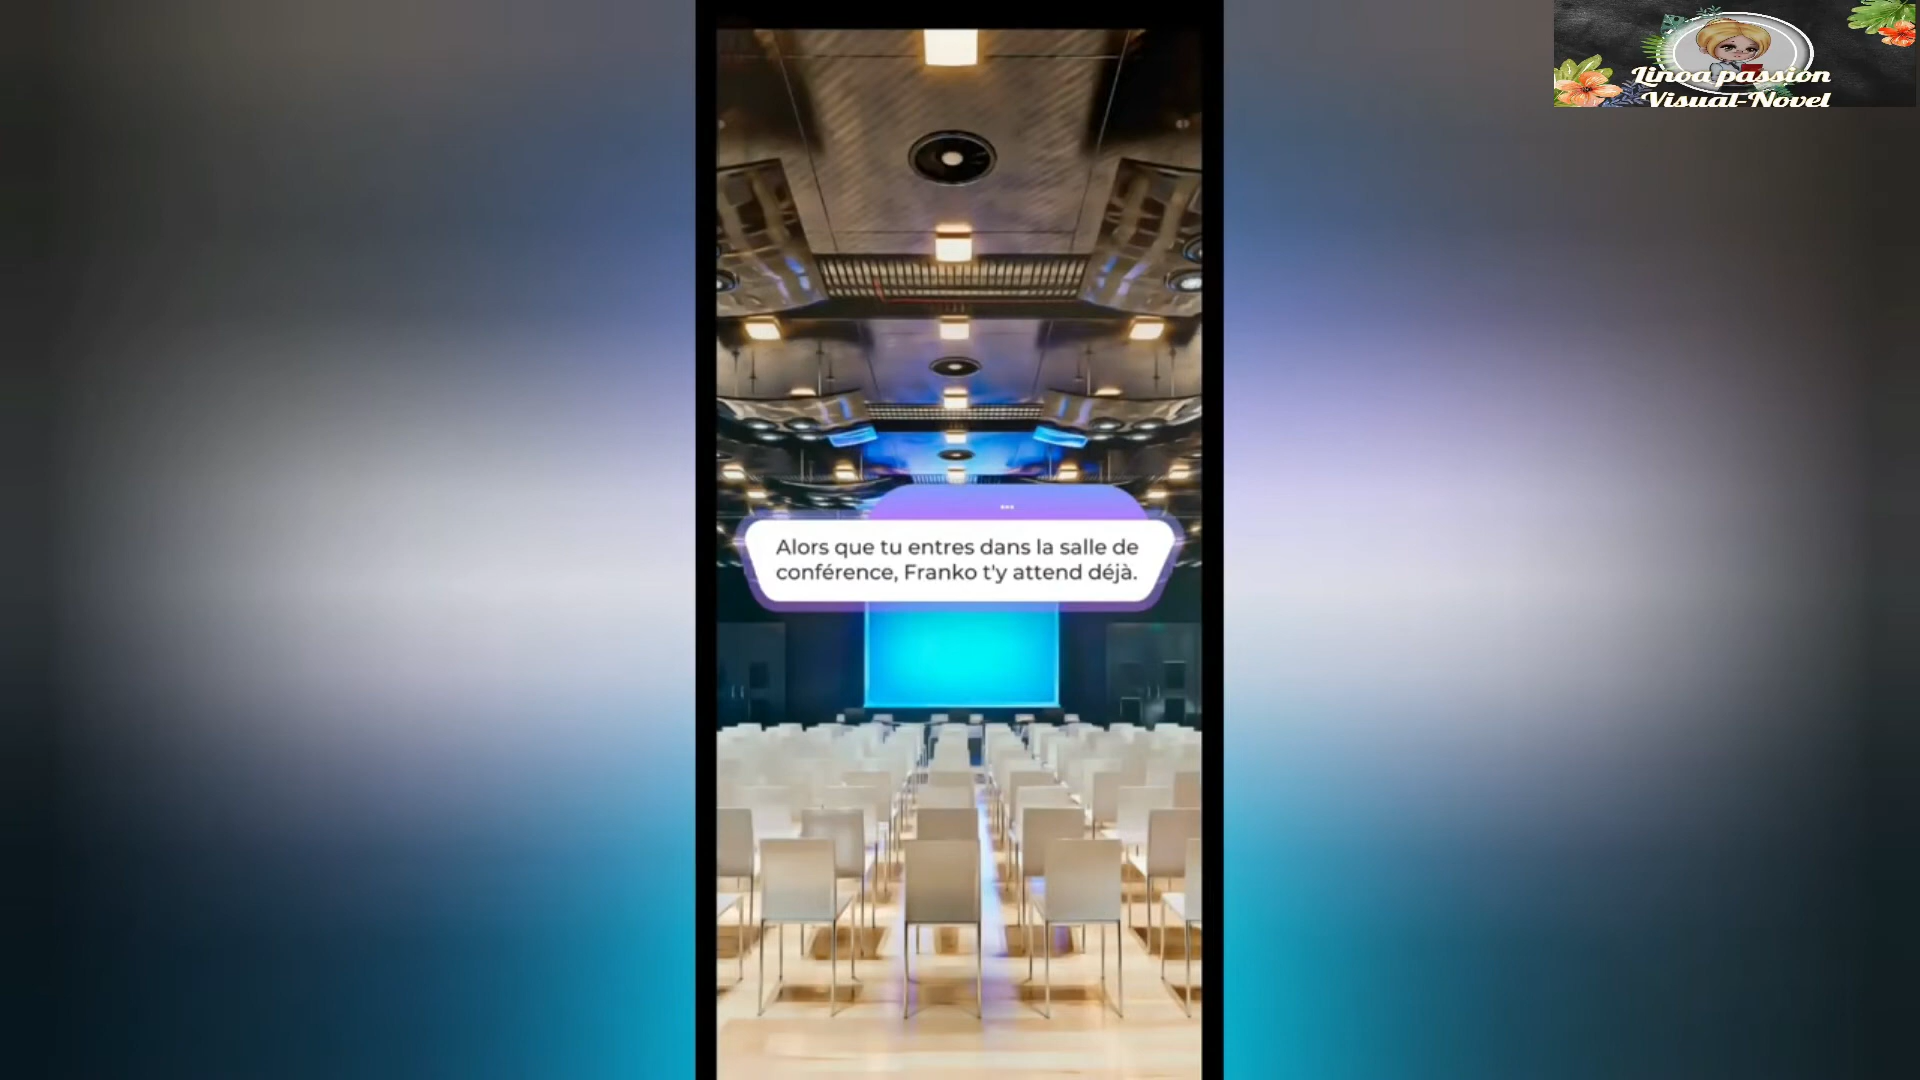 Linoa passion
Visual-Novel
...
Alors que tu entres dans la salle de
conférence, Franko t'y attend déjà.